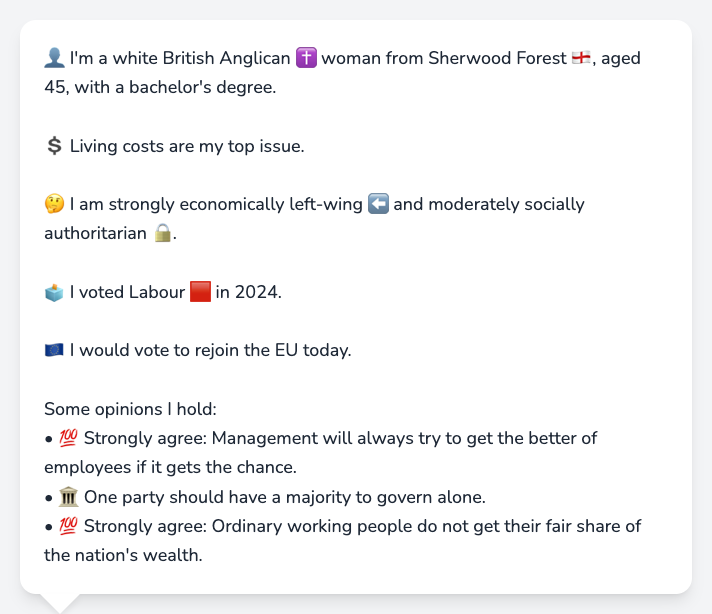 👤 I'm a white British Anglican ✝️ woman from Sherwood Forest 🏴󠁧󠁢󠁥󠁮󠁧󠁿, aged
45, with a bachelor's degree.
💲 Living costs are my top issue.
🤔 I am strongly economically left-wing ⬅️ and moderately socially
authoritarian 🔒.
🗳️ I voted Labour 🟥 in 2024.
🇪🇺 I would vote to rejoin the EU today.
Some opinions I hold:
• 💯 Strongly agree: Management will always try to get the better of
employees if it gets the chance.
• 🏛️ One party should have a majority to govern alone.
• 💯 Strongly agree: Ordinary working people do not get their fair share of
the nation's wealth.